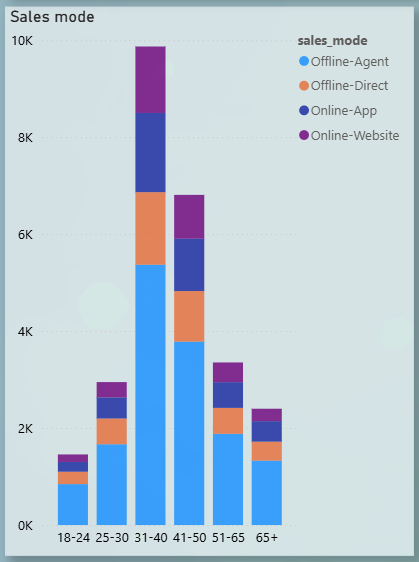 Sales mode
10K
8K
6K
4K
2K
0K
18-24 25-30 31-40 41-50 51-65 65+
sales_mode
Offline-Agent
Offline-Direct
Online-App
Online-Website